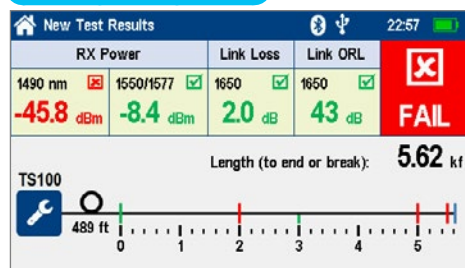 New Test Results 22:57
RX Power Link Loss Link ORL
1490 nm 1550/1577 1650 1650
-45.8 dBm -8.4 dBm 2.0 dB 43 dB FAIL
Length (to end or break): 5.62 kf
TS100
489 ft
0 1 2 3 4 5